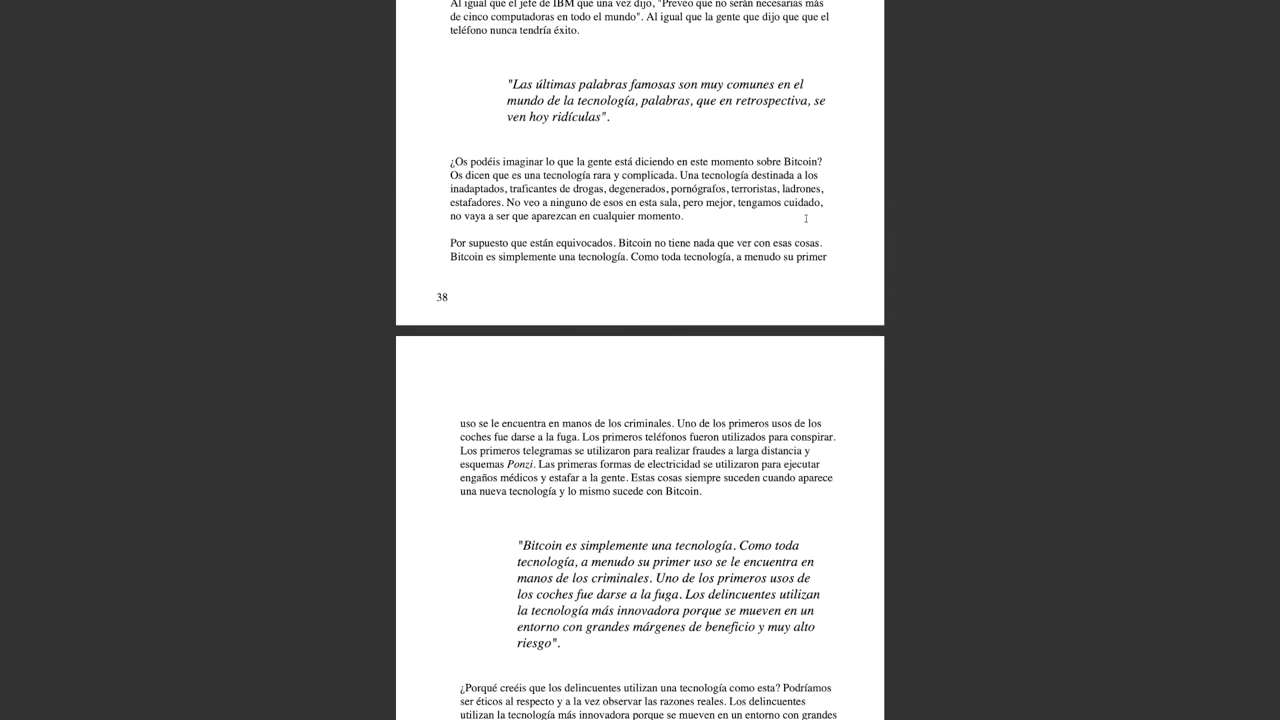 Al igual que el jefe de IBM que una vez dijo, "Preveo que no serán necesarias más
de cinco computadoras en todo el mundo". Al igual que la gente que dijo que que el
teléfono nunca tendría éxito.
"Las últimas palabras famosas son muy comunes en el
mundo de la tecnología, palabras, que en retrospectiva, se
ven hoy ridículas".
¿Os podéis imaginar lo que la gente está diciendo en este momento sobre Bitcoin?
Os dicen que es una tecnología rara y complicada. Una tecnología destinada a los
inadaptados, traficantes de drogas, degenerados, pornógrafos, terroristas, ladrones,
estafadores. No veo a ninguno de esos en esta sala, pero mejor, tengamos cuidado,
no vaya a ser que aparezcan en cualquier momento.
Por supuesto que están equivocados. Bitcoin no tiene nada que ver con esas cosas.
Bitcoin es simplemente una tecnología. Como toda tecnología, a menudo su primer
38
uso se le encuentra en manos de los criminales. Uno de los primeros usos de los
coches fue darse a la fuga. Los primeros teléfonos fueron utilizados para conspirar.
Los primeros telegramas se utilizaron para realizar fraudes a larga distancia y
esquemas Ponzi. Las primeras formas de electricidad se utilizaron para ejecutar
engaños médicos y estafar a la gente. Estas cosas siempre suceden cuando aparece
una nueva tecnología y lo mismo sucede con Bitcoin.
"Bitcoin es simplemente una tecnología. Como toda
tecnología, a menudo su primer uso se le encuentra en
manos de los criminales. Uno de los primeros usos de
los coches fue darse a la fuga. Los delincuentes utilizan
la tecnología más innovadora porque se mueven en un
entorno con grandes márgenes de beneficio y muy alto
riesgo".
¿Porqué creéis que los delincuentes utilizan una tecnología como esta? Podríamos
ser éticos al respecto y a la vez observar las razones reales. Los delincuentes
utilizan la tecnología más innovadora porque se mueven en un entorno con grandes